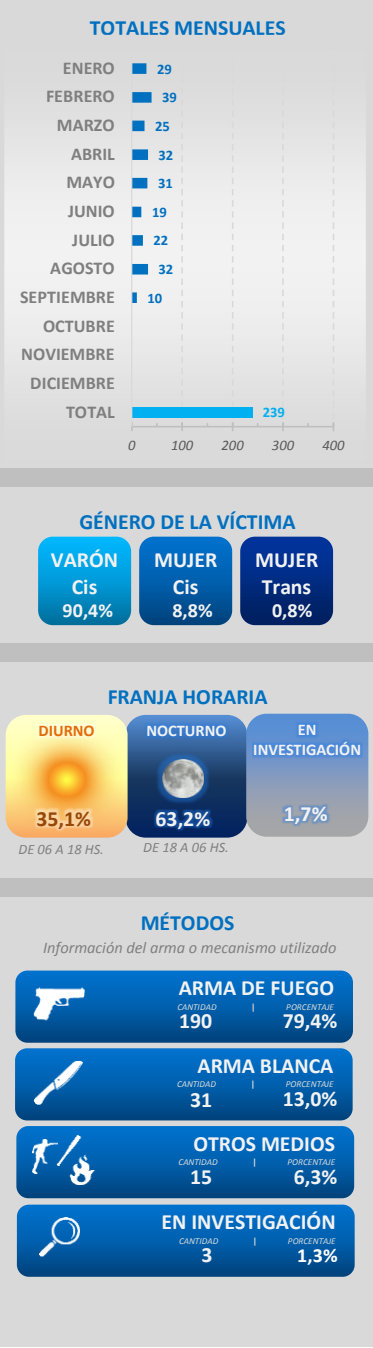 TOTALES MENSUALES
ENERO 29
FEBRERO 39
MARZO 25
ABRIL 32
MAYO 31
JUNIO 19
JULIO 22
AGOSTO 32
SEPTIEMBRE 10
OCTUBRE
NOVIEMBRE
DICIEMBRE
TOTAL 239
0 100 200 300 400
GÉNERO DE LA VÍCTIMA
VARÓN MUJER MUJER
Cis Cis Trans
90,4% 8,8% 0,8%
FRANJA HORARIA
DIURNO NOCTURNO EN
INVESTIGACIÓN
35,1% 63,2% 1,7%
DE 06 A 18 HS. DE 18 A 06 HS.
MÉTODOS
Información del arma o mecanismo utilizado
ARMA DE FUEGO
CANTIDAD | PORCENTAJE
190 79,4%
ARMA BLANCA
CANTIDAD | PORCENTAJE
31 13,0%
OTROS MEDIOS
CANTIDAD | PORCENTAJE
15 6,3%
EN INVESTIGACIÓN
CANTIDAD | PORCENTAJE
3 1,3%